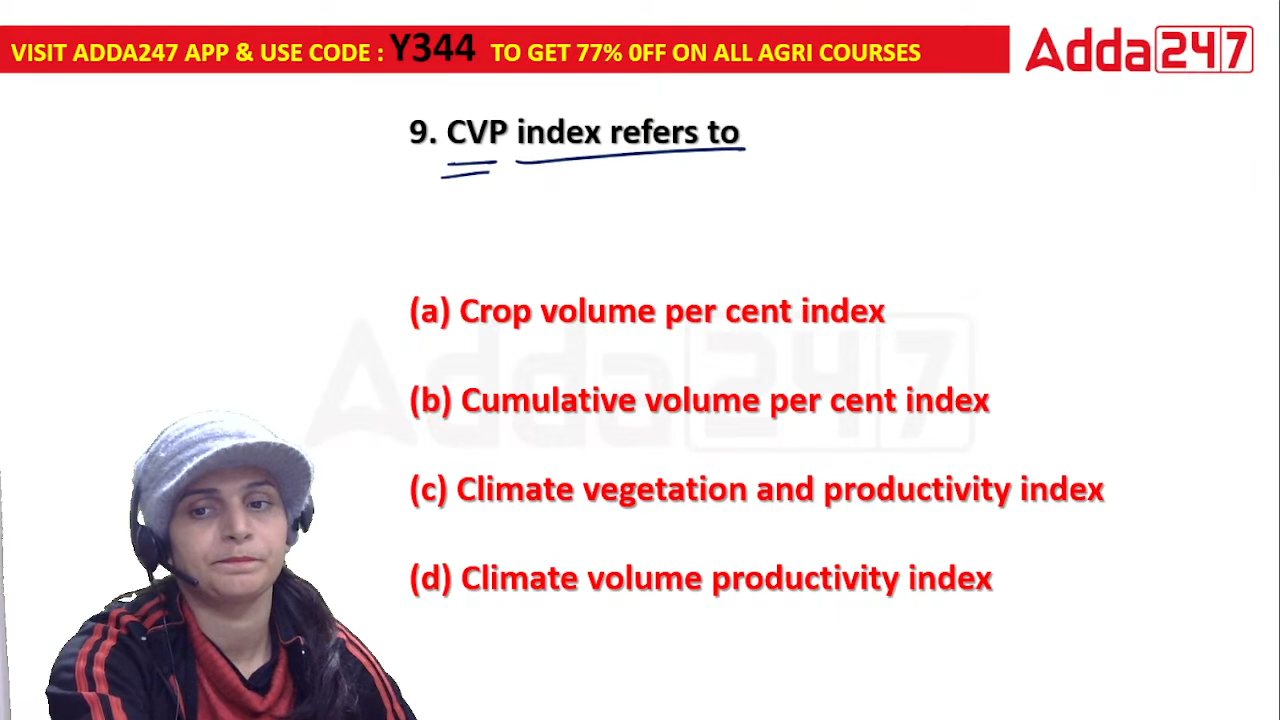 VISIT ADDA247 APP & USE CODE : Y344 TO GET 77% 0FF ON ALL AGRI COURSES
Adda247
9. CVP index refers to
(a) Crop volume per cent index
(b) Cumulative volume per cent index
(c) Climate vegetation and productivity index
(d) Climate volume productivity index
Adda247